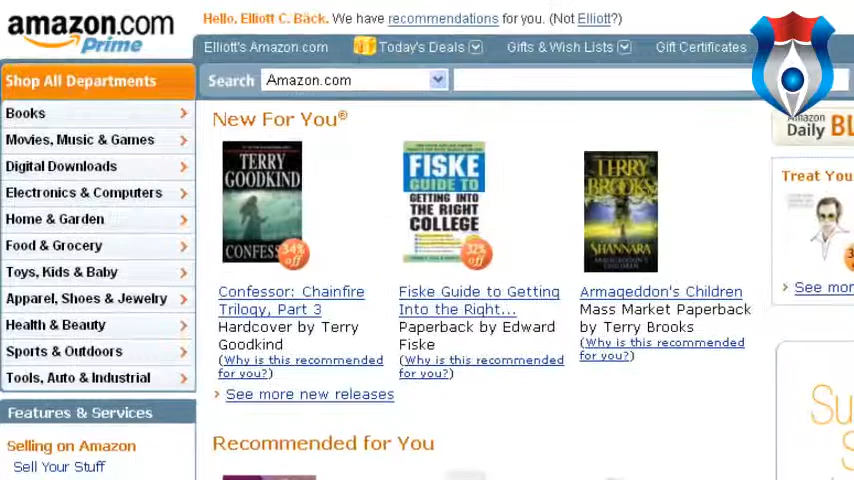 amazon.com
Prime
Hello, Elliott C. Bäck. We have recommendations for you. (Not Elliott?)
Elliott's Amazon.com
Today's Deals
Gifts & Wish Lists
Gift Certificates
Shop All Departments
Search
Amazon.com
Books
Movies, Music & Games
Digital Downloads
Electronics & Computers
Home & Garden
Food & Grocery
Toys, Kids & Baby
Apparel, Shoes & Jewelry
Health & Beauty
Sports & Outdoors
Tools, Auto & Industrial
Features & Services
Selling on Amazon
Sell Your Stuff
New For You®
TERRY
GOODKIND
CONFESS
34%
off
Confessor: Chainfire
Trilogy, Part 3
Hardcover by Terry
Goodkind
(Why is this recommended
for you?)
FISKE
GUIDE TO
GETTING INTO
THE RIGHT
COLLEGE
32%
off
Fiske Guide to Getting
Into the Right...
Paperback by Edward
Fiske
(Why is this recommended
for you?)
TERRY
BROOKS
SHANNARA
ARMAGEDDON'S
CHILDREN
Armageddon's Children
Mass Market Paperback
by Terry Brooks
(Why is this recommended
for you?)
See more new releases
Recommended for You
Amazon
Daily BL
Treat You
3
See more
Su
S